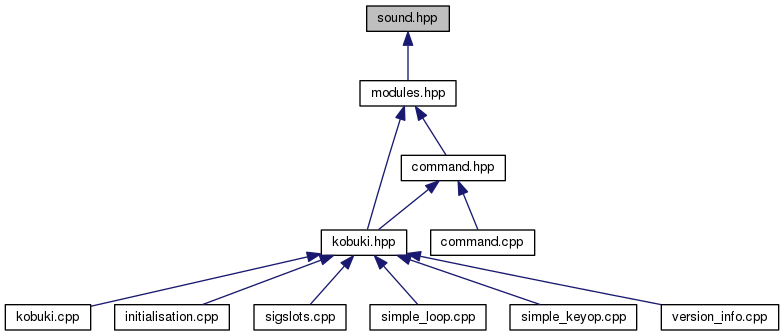 sound.hpp
modules.hpp
command.hpp
kobuki.hpp
command.cpp
kobuki.cpp
initialisation.cpp
sigslots.cpp
simple_loop.cpp
simple_keyop.cpp
version_info.cpp